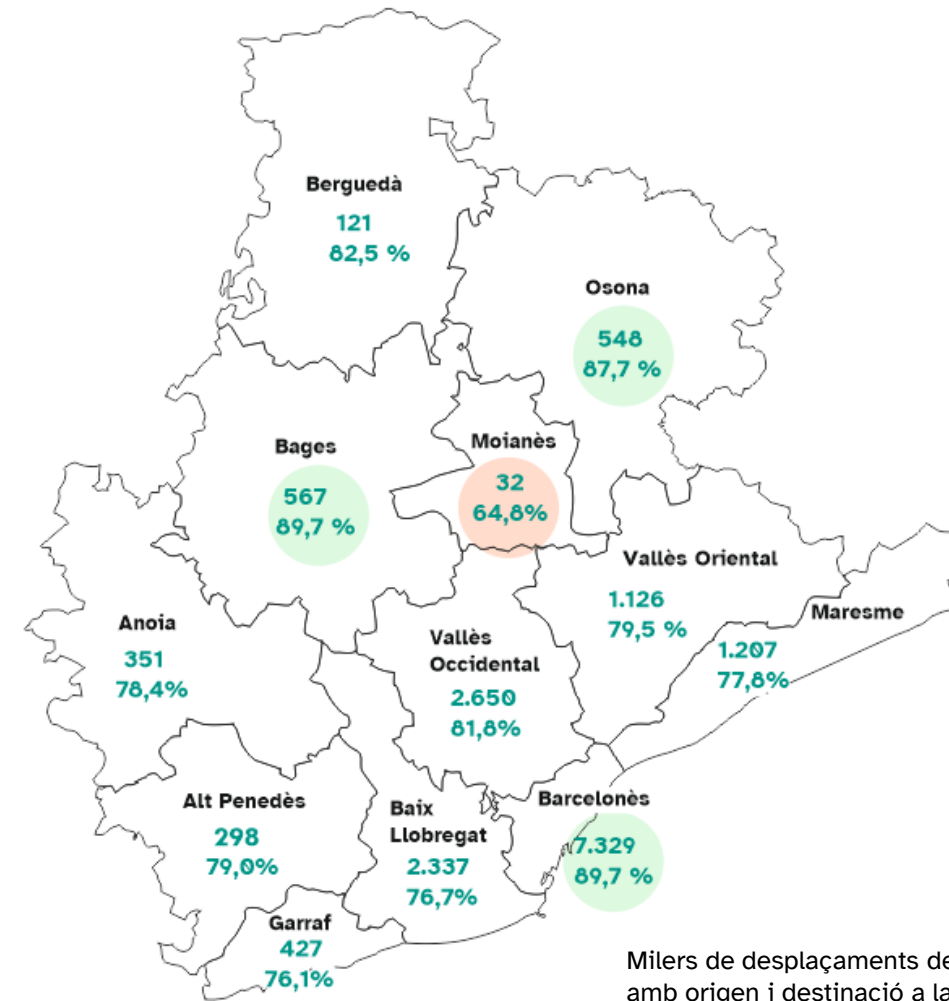 Berguedà
121
82,5 %
Osona
548
87,7 %
Bages
567
89,7 %
Moianès
32
64,8%
Vallès Oriental
1.126
79,5 %
Maresme
1.207
77,8%
Anoia
351
78,4%
Vallès
Occidental
2.650
81,8%
Alt Penedès
298
79,0%
Baix
Llobregat
2.337
76,7%
Barcelonès
7.329
89,7 %
Garraf
427
76,1%
Milers de desplaçaments de
amb origen i destinació a la